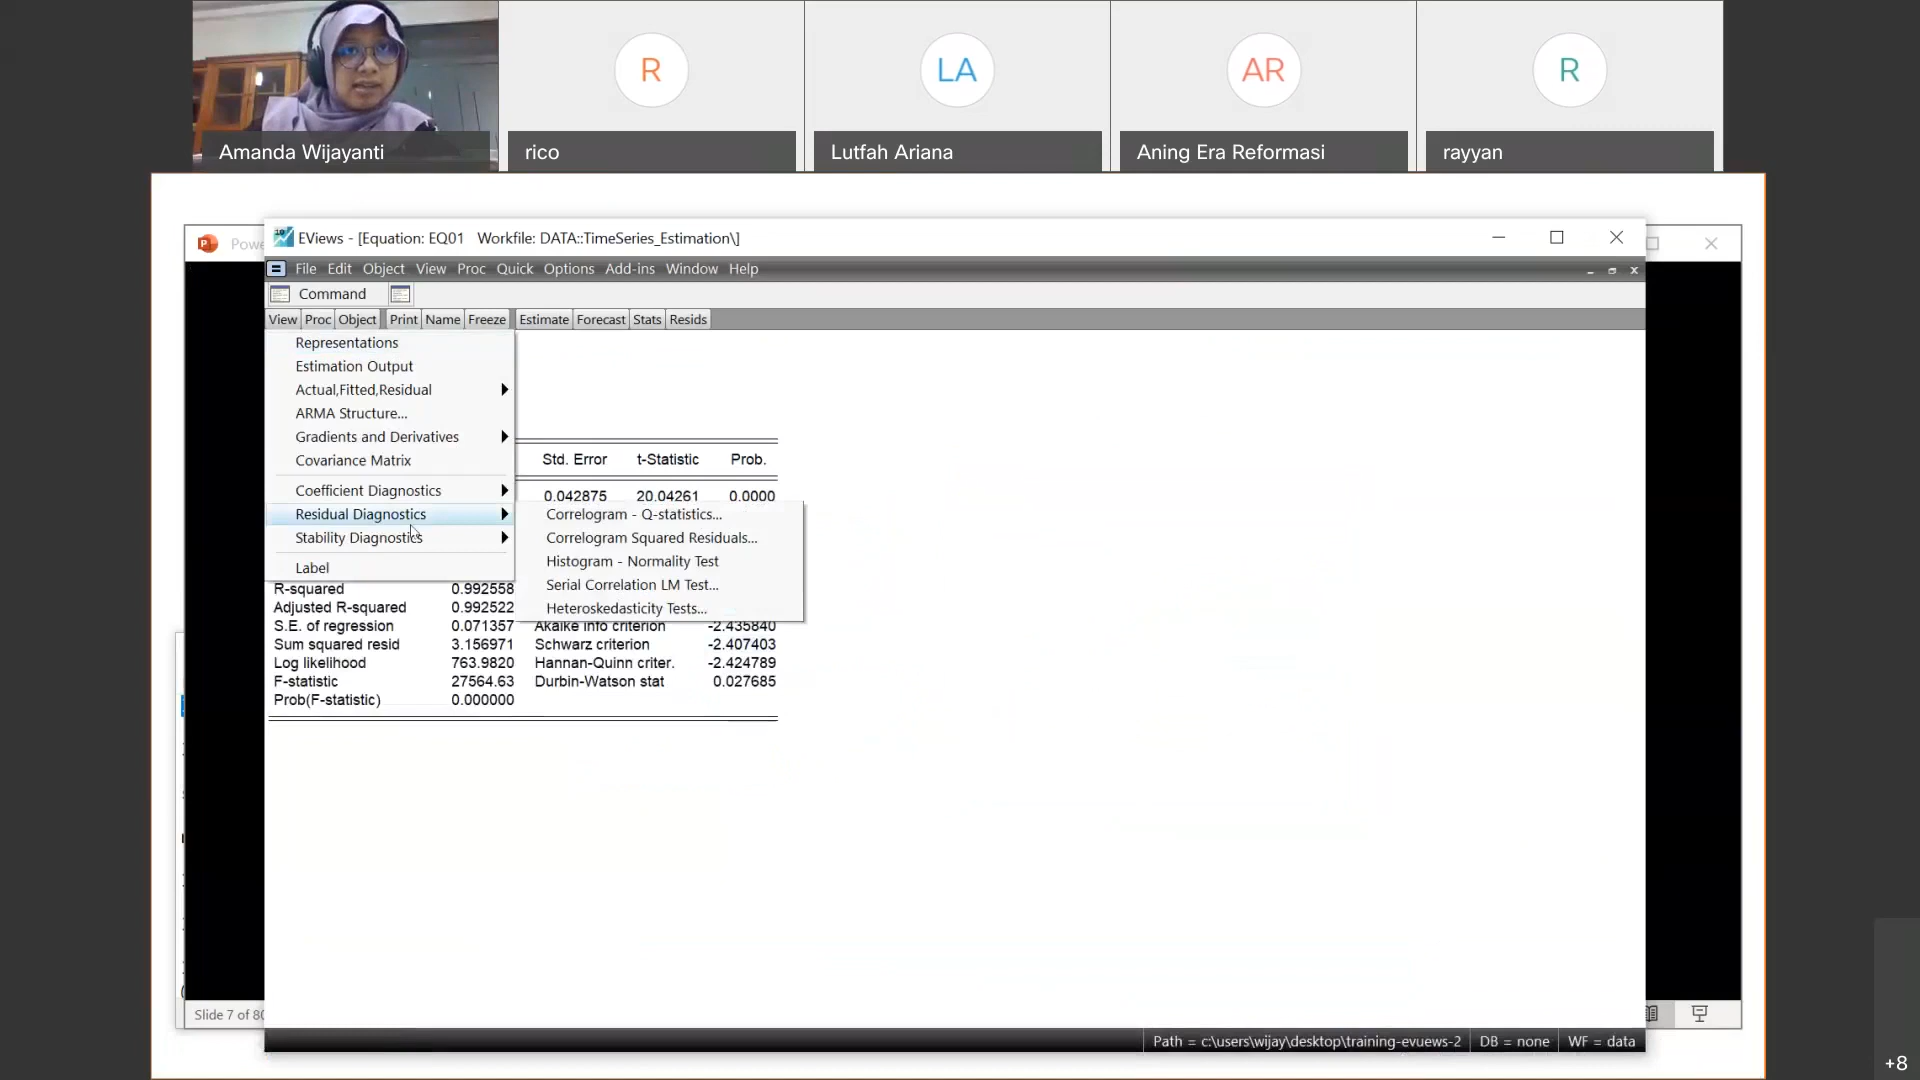 R
LA
AR
R
Amanda Wijayanti
rico
Lutfah Ariana
Aning Era Reformasi
rayyan
Powe
EViews - [Equation: EQ01 Workfile: DATA::TimeSeries_Estimation\]
File Edit Object View Proc Quick Options Add-ins Window Help
Command
View Proc Object Print Name Freeze Estimate Forecast Stats Resids
Representations
Estimation Output
Actual,Fitted,Residual
ARMA Structure...
Gradients and Derivatives
Covariance Matrix
Coefficient Diagnostics
Residual Diagnostics
Stability Diagnostics
Label
Std. Error t-Statistic Prob.
0.042875 20.04261 0.0000
Correlogram - Q-statistics...
Correlogram Squared Residuals...
Histogram - Normality Test
Serial Correlation LM Test...
Heteroskedasticity Tests...
R-squared 0.992558
Adjusted R-squared 0.992522
S.E. of regression 0.071357 Akaike info criterion -2.435840
Sum squared resid 3.156971 Schwarz criterion -2.407403
Log likelihood 763.9820 Hannan-Quinn criter. -2.424789
F-statistic 27564.63 Durbin-Watson stat 0.027685
Prob(F-statistic) 0.000000
Slide 7 of 80
Path = c:\users\wijay\desktop\training-evuews-2 DB = none WF = data
+8